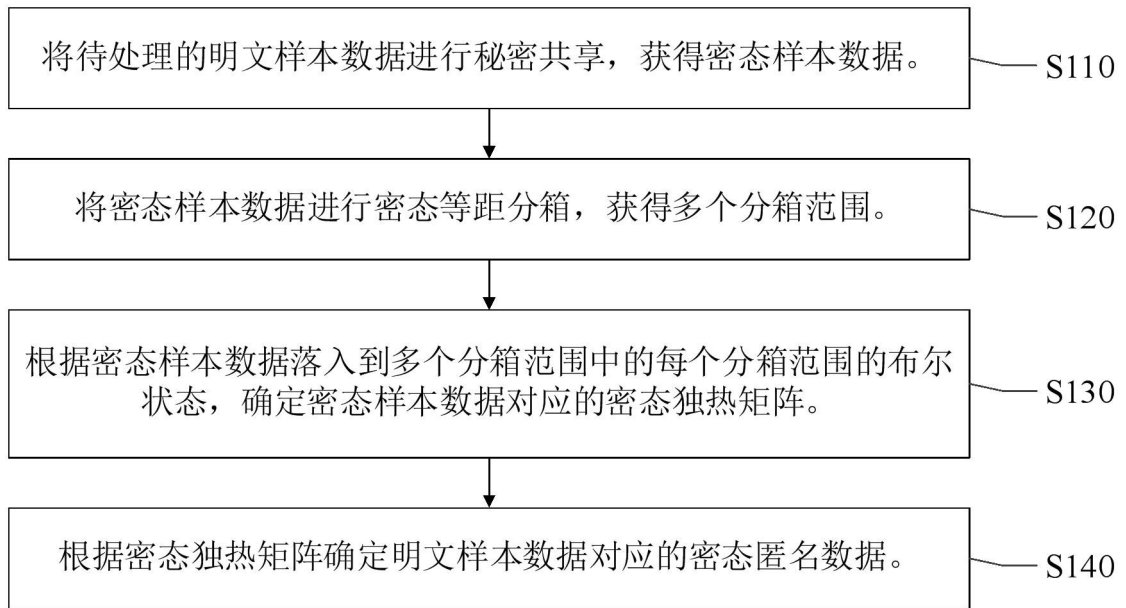 将待处理的明文样本数据进行秘密共享，获得密态样本数据。
S110
将密态样本数据进行密态等距分箱，获得多个分箱范围。
S120
根据密态样本数据落入到多个分箱范围中的每个分箱范围的布尔
状态，确定密态样本数据对应的密态独热矩阵。
S130
根据密态独热矩阵确定明文样本数据对应的密态匿名数据。
S140